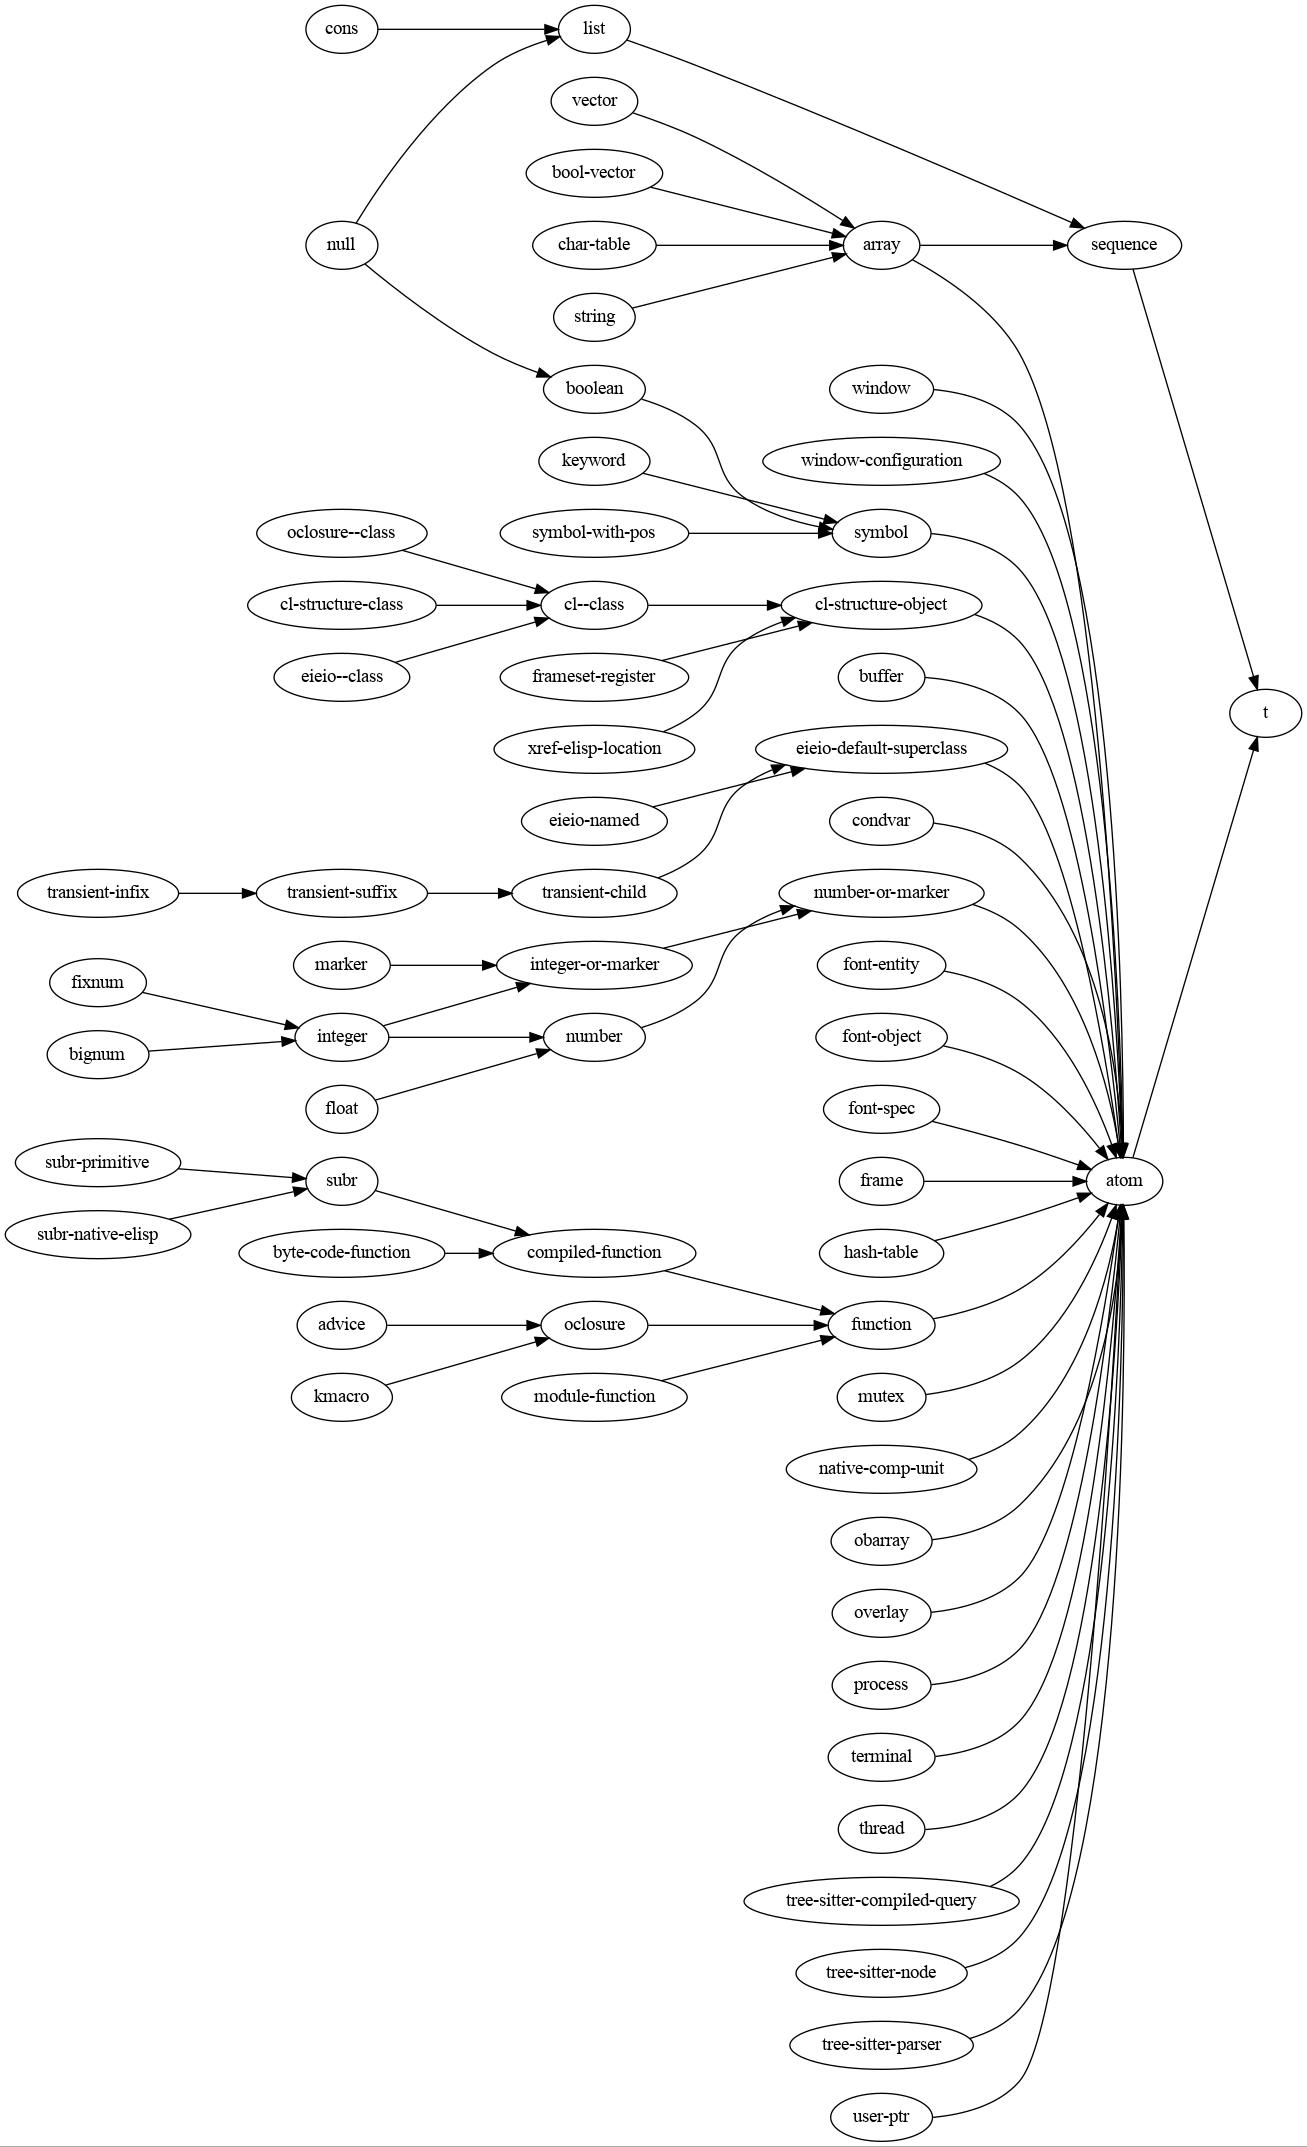 cons
list
vector
bool-vector
null
char-table
array
sequence
string
boolean
window
keyword
window-configuration
oclosure--class
symbol-with-pos
symbol
cl-structure-class
cl--class
cl-structure-object
eieio--class
frameset-register
buffer
t
xref-elisp-location
eieio-default-superclass
eieio-named
condvar
transient-infix
transient-suffix
transient-child
number-or-marker
marker
integer-or-marker
font-entity
fixnum
integer
number
font-object
bignum
float
font-spec
subr-primitive
subr
frame
atom
subr-native-elisp
byte-code-function
compiled-function
hash-table
advice
oclosure
function
kmacro
module-function
mutex
native-comp-unit
obarray
overlay
process
terminal
thread
tree-sitter-compiled-query
tree-sitter-node
tree-sitter-parser
user-ptr